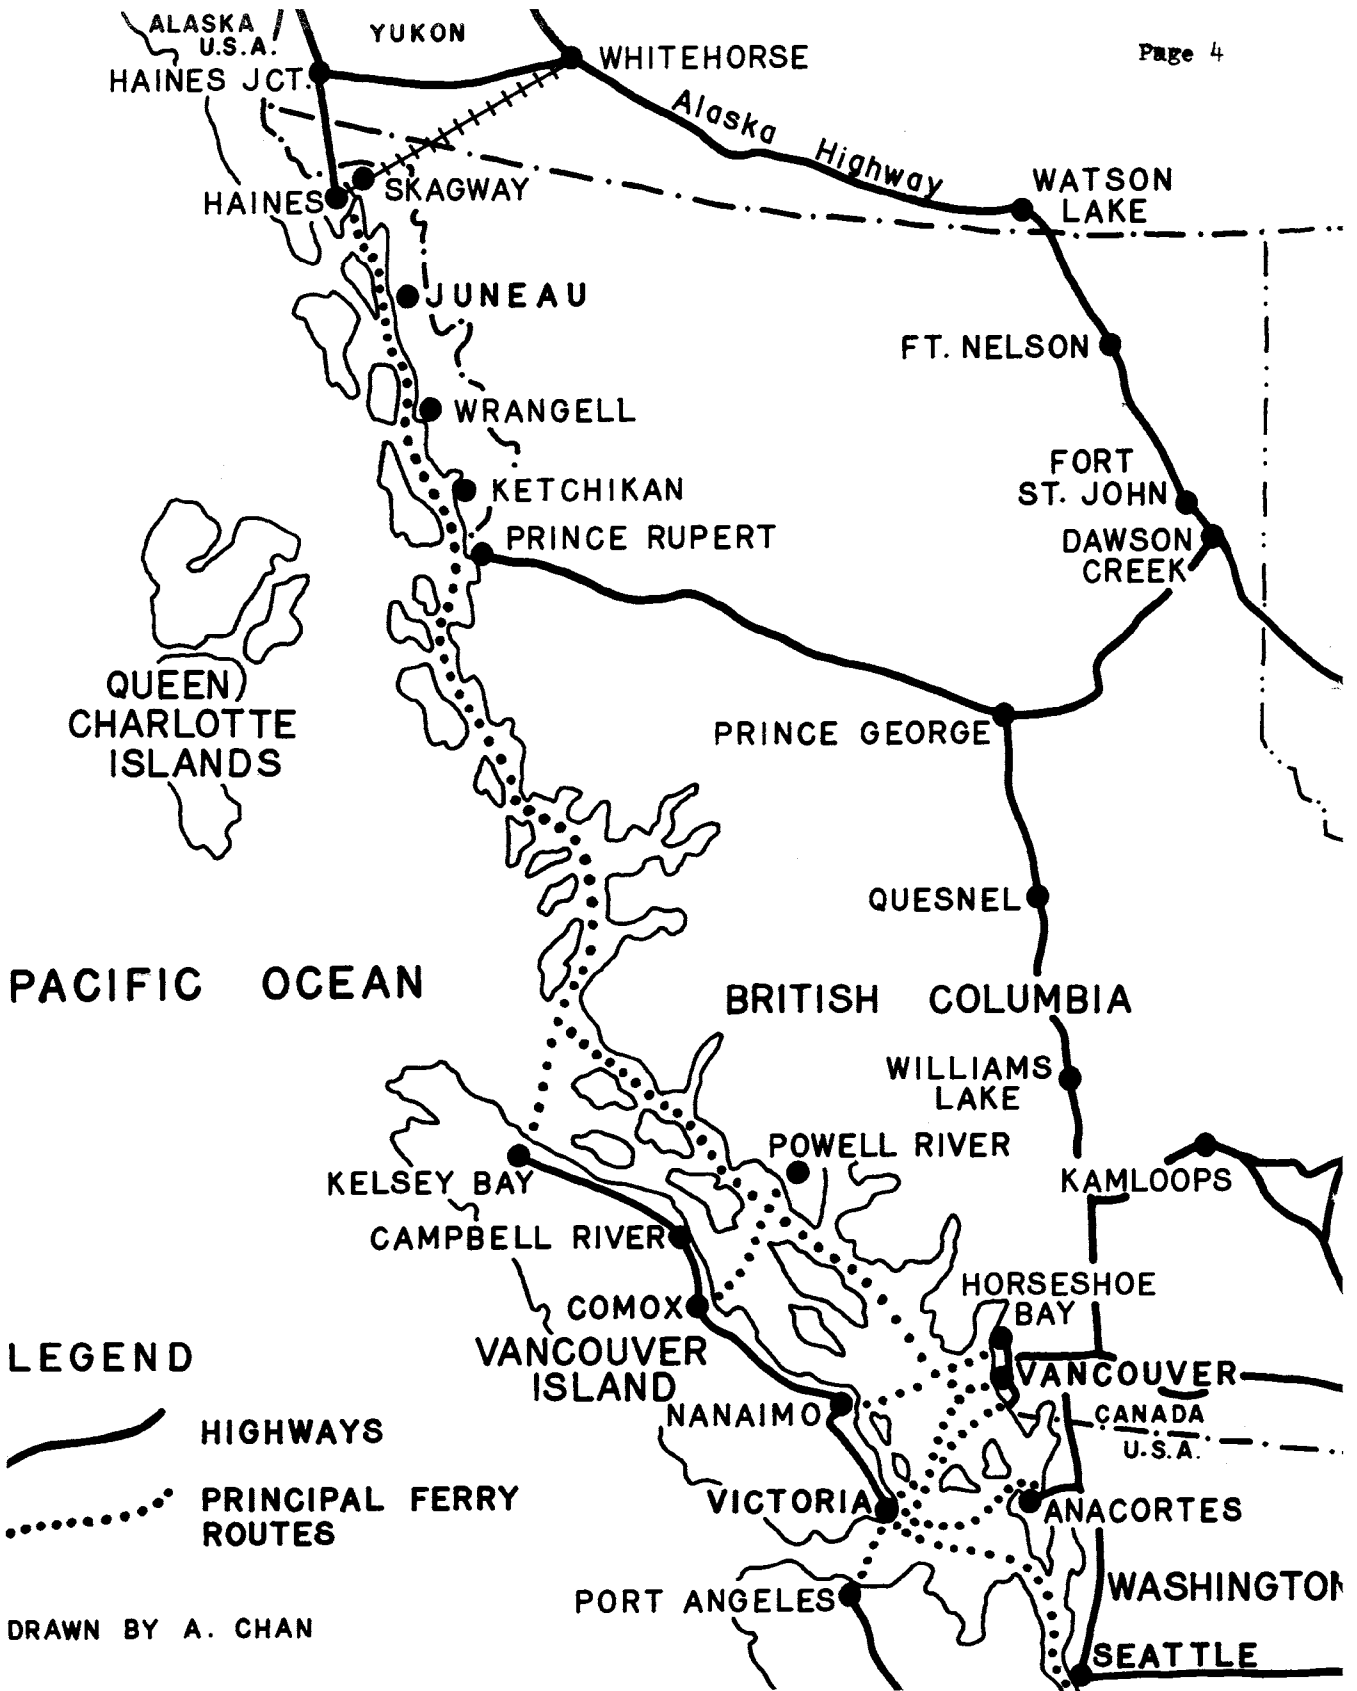 ALASKA
U.S.A.
YUKON
Page 4
HAINES JCT.
WHITEHORSE
Alaska Highway
HAINES
SKAGWAY
WATSON
LAKE
JUNEAU
FT. NELSON
WRANGELL
FORT
ST. JOHN
KETCHIKAN
PRINCE RUPERT
DAWSON
CREEK
QUEEN
CHARLOTTE
ISLANDS
PRINCE GEORGE
QUESNEL
PACIFIC OCEAN
BRITISH COLUMBIA
WILLIAMS
LAKE
POWELL RIVER
KELSEY BAY
KAMLOOPS
CAMPBELL RIVER
HORSESHOE
BAY
COMOX
VANCOUVER
ISLAND
LEGEND
VANCOUVER
NANAIMO
CANADA
U.S.A.
HIGHWAYS
PRINCIPAL FERRY
ROUTES
VICTORIA
ANACORTES
PORT ANGELES
WASHINGTON
DRAWN BY A. CHAN
SEATTLE